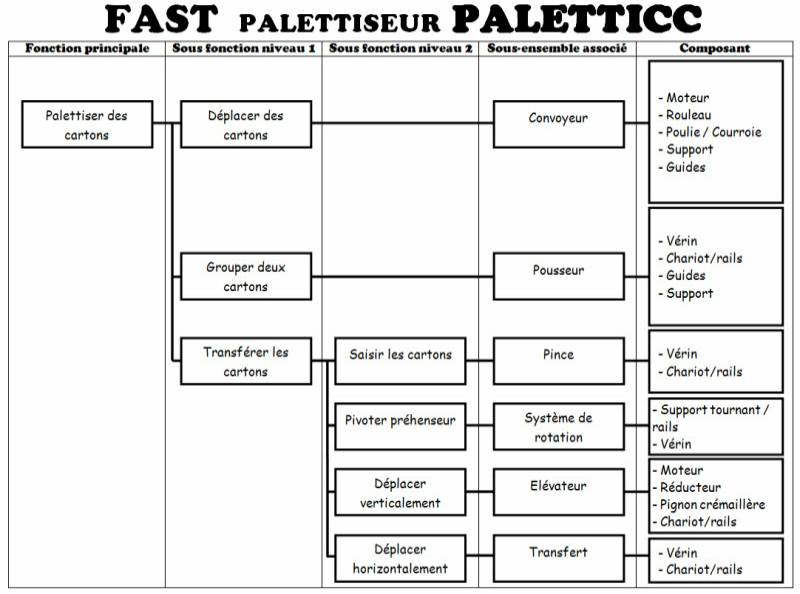 FAST PALETTISEUR PALETTICC
Fonction principale
Sous fonction niveau 1
Sous fonction niveau 2
Sous-ensemble associé
Composant
Palettiser des
cartons
Déplacer des
cartons
Convoyeur
- Moteur
- Rouleau
- Poulie / Courroie
- Support
- Guides
Grouper deux
cartons
Pousseur
- Vérin
- Chariot/rails
- Guides
- Support
Transférer les
cartons
Saisir les cartons
Pince
- Vérin
- Chariot/rails
Pivoter préhenseur
Système de
rotation
- Support tournant /
rails
- Vérin
Déplacer
verticalement
Elévateur
- Moteur
- Réducteur
- Pignon crémaillère
- Chariot/rails
Déplacer
horizontalement
Transfert
- Vérin
- Chariot/rails